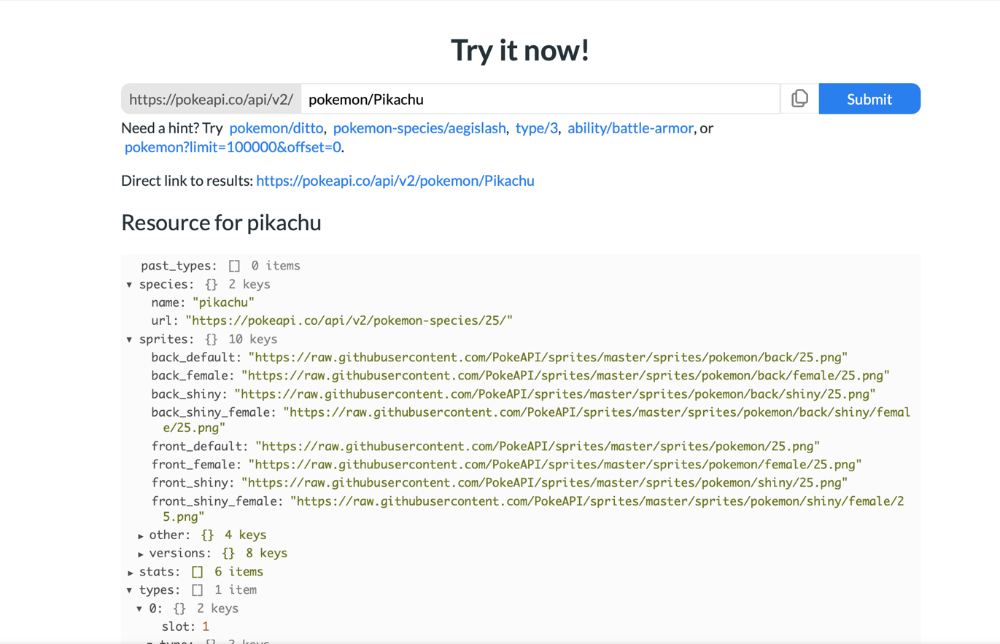 Try it now!
https://pokeapi.co/api/v2/ pokemon/Pikachu Submit
Need a hint? Try pokemon/ditto, pokemon-species/aegislash, type/3, ability/battle-armor, or
pokemon?limit=100000&offset=0.
Direct link to results: https://pokeapi.co/api/v2/pokemon/Pikachu
Resource for pikachu
past_types: [] 0 items
▼ species: {} 2 keys
name: "pikachu"
url: "https://pokeapi.co/api/v2/pokemon-species/25/"
▼ sprites: {} 10 keys
back_default: "https://raw.githubusercontent.com/PokeAPI/sprites/master/sprites/pokemon/back/25.png"
back_female: "https://raw.githubusercontent.com/PokeAPI/sprites/master/sprites/pokemon/back/female/25.png"
back_shiny: "https://raw.githubusercontent.com/PokeAPI/sprites/master/sprites/pokemon/back/shiny/25.png"
back_shiny_female: "https://raw.githubusercontent.com/PokeAPI/sprites/master/sprites/pokemon/back/shiny/femal
e/25.png"
front_default: "https://raw.githubusercontent.com/PokeAPI/sprites/master/sprites/pokemon/25.png"
front_female: "https://raw.githubusercontent.com/PokeAPI/sprites/master/sprites/pokemon/female/25.png"
front_shiny: "https://raw.githubusercontent.com/PokeAPI/sprites/master/sprites/pokemon/shiny/25.png"
front_shiny_female: "https://raw.githubusercontent.com/PokeAPI/sprites/master/sprites/pokemon/shiny/female/2
5.png"
▶ other: {} 4 keys
▶ versions: {} 8 keys
▶ stats: [] 6 items
▼ types: [] 1 item
▼ 0: {} 2 keys
slot: 1
▼ type: {} 2 keys